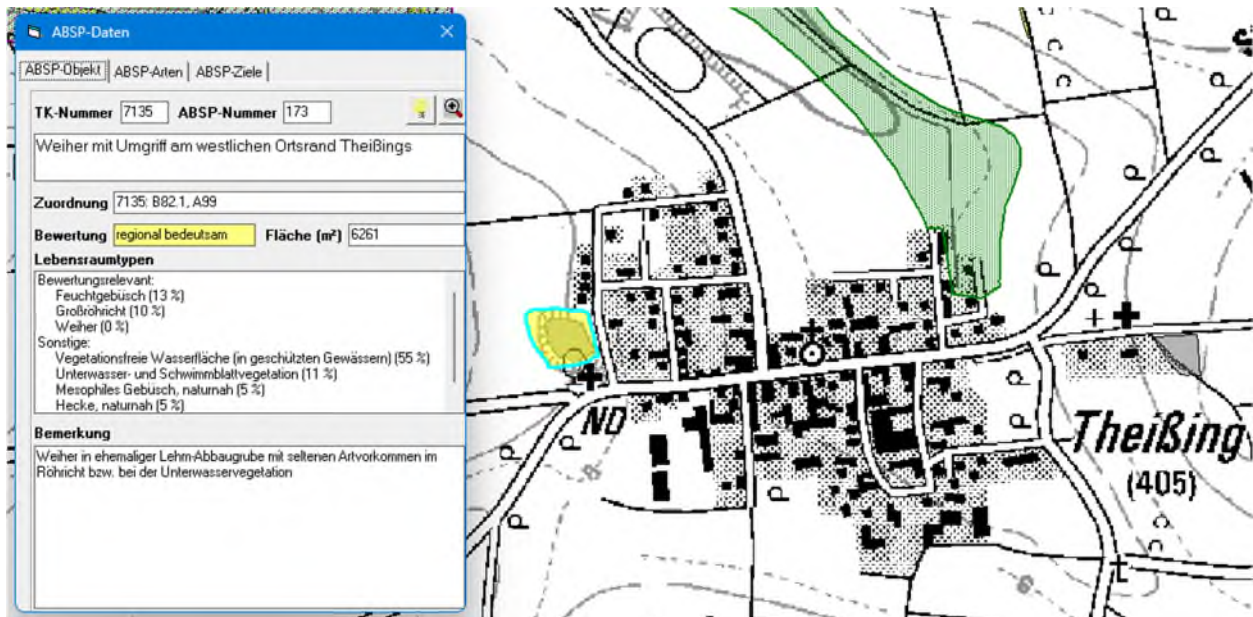 ABSP-Daten
ABSP-Objekt ABSP-Arten ABSP-Ziele
TK-Nummer 7135 ABSP-Nummer 173
Weiher mit Umgriff am westlichen Ortsrand Theißings
Zuordnung 7135: B82.1, A99
Bewertung regional bedeutsam Fläche (m²) 6261
Lebensraumtypen
Bewertungsrelevant:
Feuchtgebüsch (13 %)
Großröhricht (10 %)
Weiher (0 %)
Sonstige:
Vegetationsfreie Wasserfläche (in geschützten Gewässern) (55 %)
Unterwasser- und Schwimmblattvegetation (11 %)
Mesophiles Gebüsch, naturnah (5 %)
Hecke, naturnah (5 %)
Bemerkung
Weiher in ehemaliger Lehm-Abbaugrube mit seltenen Artvorkommen im
Röhricht bzw. bei der Unterwasservegetation
ND
Theißing
(405)